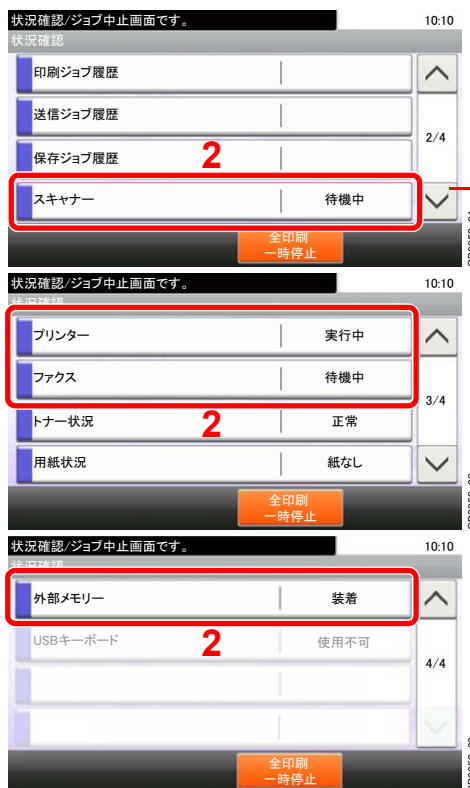 状況確認/ジョブ中止画面です。 10:10
状況確認
印刷ジョブ履歴
送信ジョブ履歴
2/4
保存ジョブ履歴
2
スキャナー 待機中
全印刷
一時停止
状況確認/ジョブ中止画面です。 10:10
状況確認
プリンター 実行中
ファクス 待機中
3/4
トナー状況 正常
2
用紙状況 紙なし
全印刷
一時停止
状況確認/ジョブ中止画面です。 10:10
状況確認
外部メモリー 装着
USBキーボード 使用不可
2
4/4
全印刷
一時停止